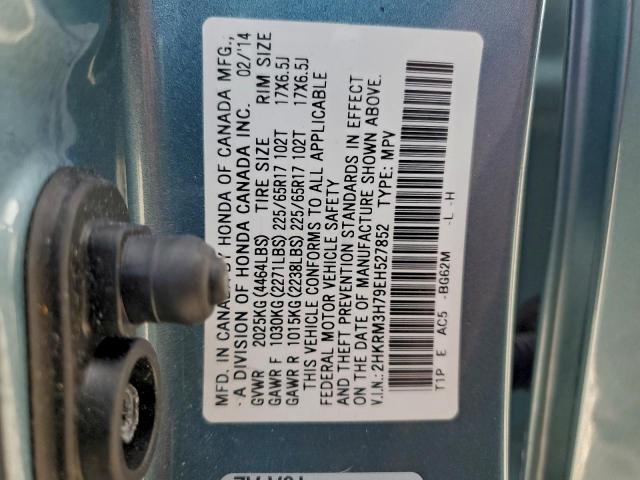 MFD. IN CANADA BY HONDA OF CANADA MFG.,
A DIVISION OF HONDA CANADA INC. 02/'14
GVWR 2025KG (4464LBS) TIRE SIZE RIM SIZE
GAWR F 1030KG (2271LBS) 225/65R17 102T 17X6.5J
GAWR R 1015KG (2238LBS) 225/65R17 102T 17X6.5J
THIS VEHICLE CONFORMS TO ALL APPLICABLE
FEDERAL MOTOR VEHICLE SAFETY
AND THEFT PREVENTION STANDARDS IN EFFECT
ON THE DATE OF MANUFACTURE SHOWN ABOVE.
V.I.N.: 2HKRM3H79EH527852 TYPE: MPV
T1P E AC5 -BG62M -L -H